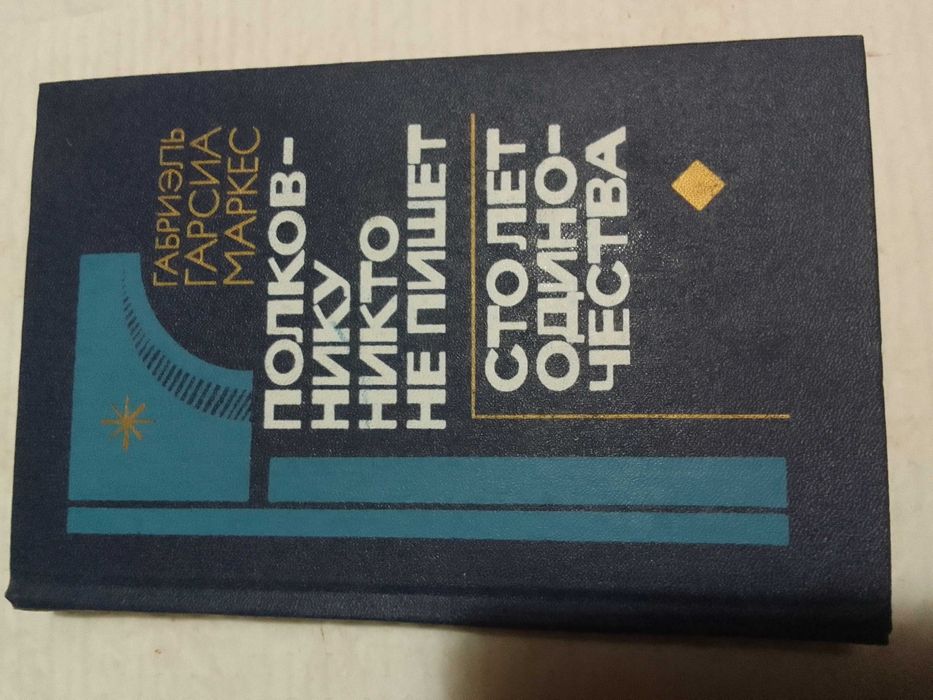 ГАБРИЭЛЬ
ГАРСИА
МАРКЕС
ПОЛКОВ-
НИКУ
НИКТО
НЕ ПИШЕТ
СТО ЛЕТ
ОДИНО-
ЧЕСТВА